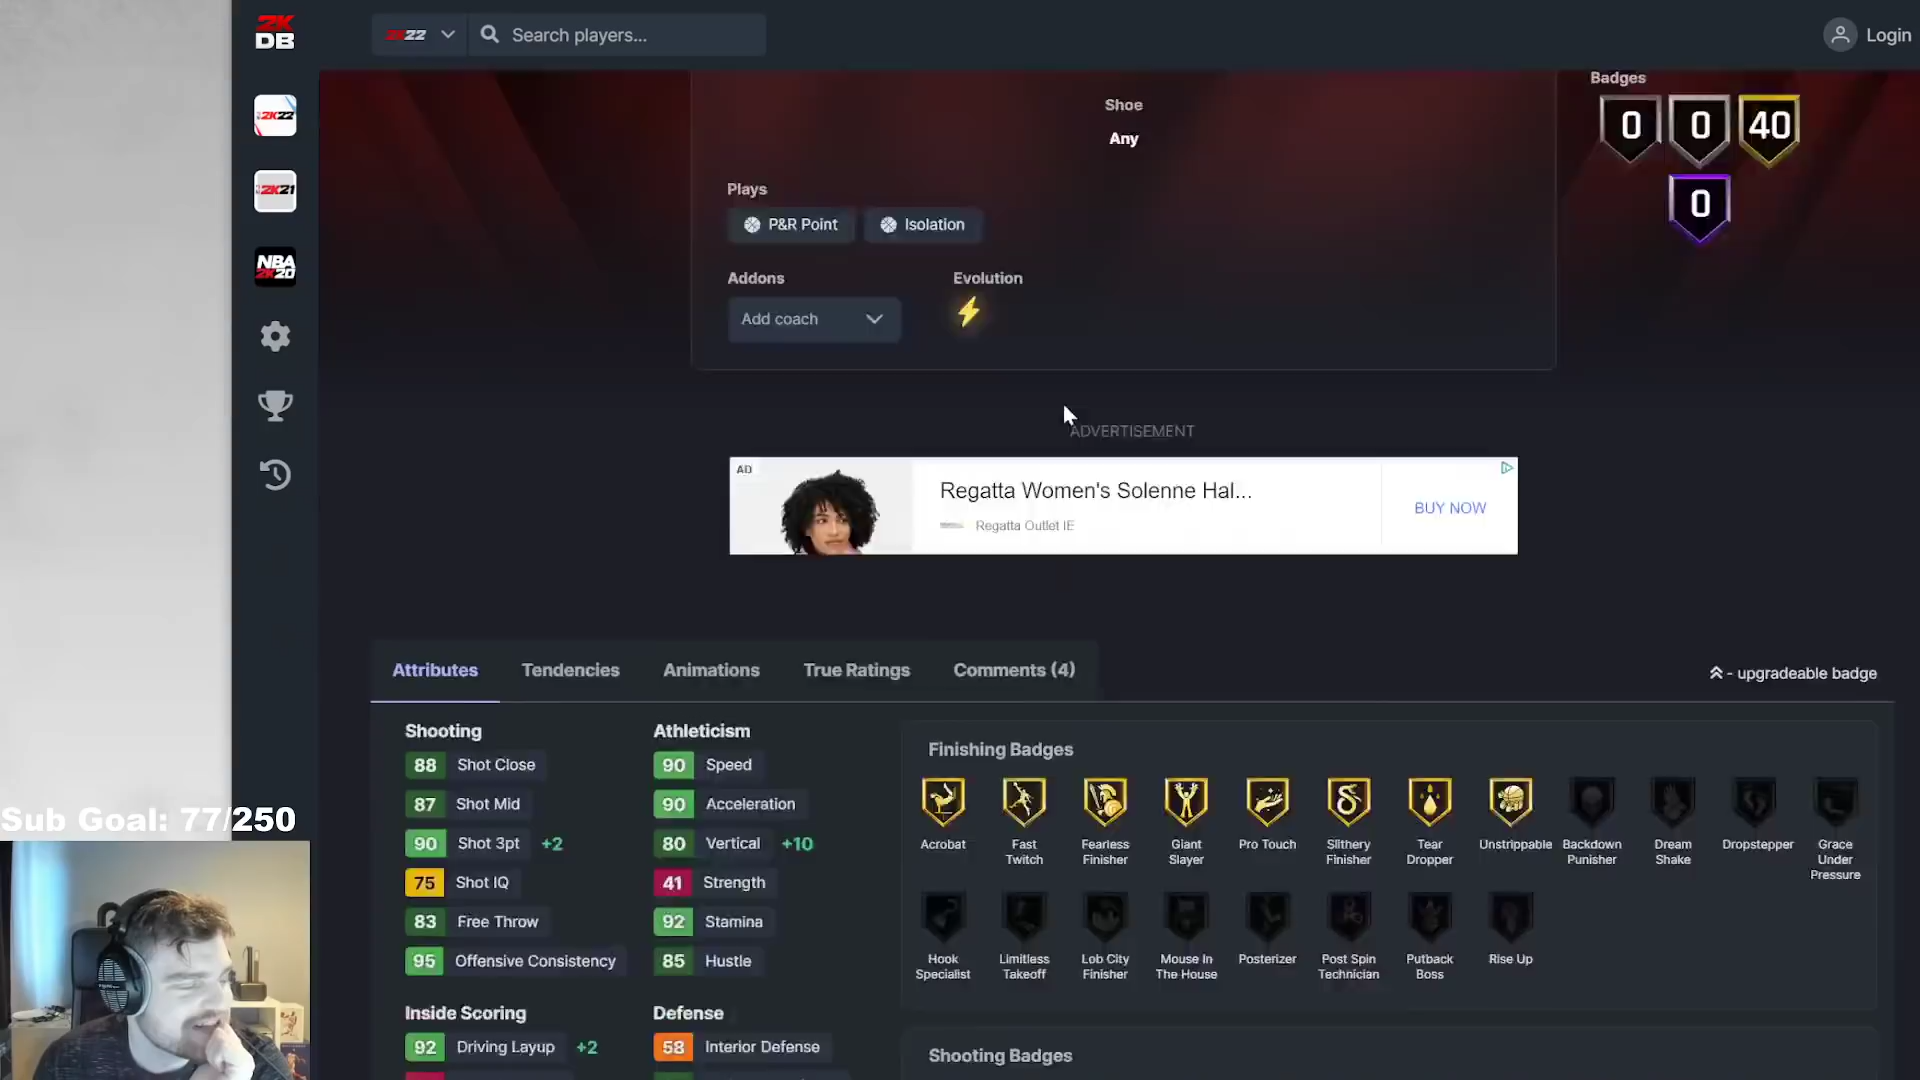 2K
DB
2K22
Search players...
Login
Badges
0
0
40
0
Shoe
Any
2K22
2K21
NBA
2K20
Plays
P&R Point
Isolation
Addons
Evolution
Add coach
ADVERTISEMENT
AD
Regatta Women's Solenne Hal...
Regatta Outlet IE
BUY NOW
Attributes
Tendencies
Animations
True Ratings
Comments (4)
- upgradeable badge
Shooting
88 Shot Close
87 Shot Mid
90 Shot 3pt +2
75 Shot IQ
83 Free Throw
95 Offensive Consistency
Inside Scoring
92 Driving Layup +2
Athleticism
90 Speed
90 Acceleration
80 Vertical +10
41 Strength
92 Stamina
85 Hustle
Defense
58 Interior Defense
Finishing Badges
Acrobat
Fast
Twitch
Fearless
Finisher
Giant
Slayer
Pro Touch
Slithery
Finisher
Tear
Dropper
Unstrippable
Backdown
Punisher
Dream
Shake
Dropstepper
Grace
Under
Pressure
Hook
Specialist
Limitless
Takeoff
Lob City
Finisher
Mouse In
The House
Posterizer
Post Spin
Technician
Putback
Boss
Rise Up
Shooting Badges
Sub Goal: 77/250